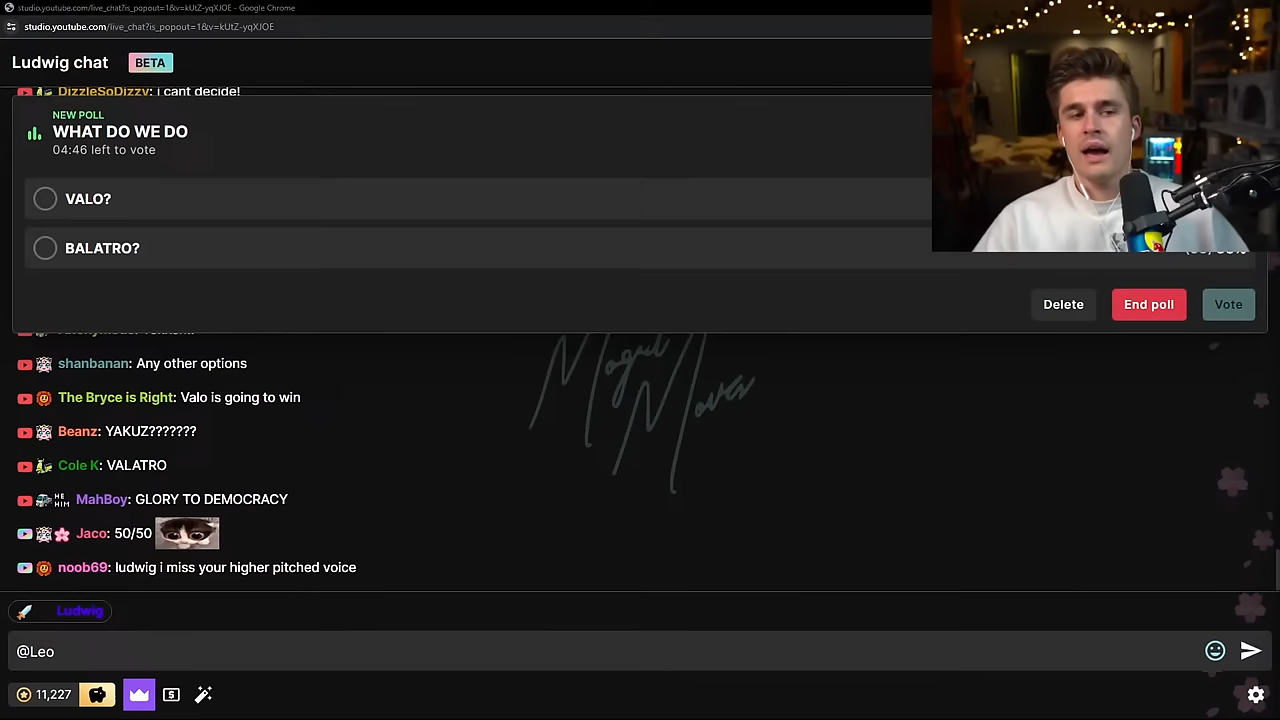 studio.youtube.com/live_chat?is_popout=1&v=kUtZ-yqXJOE - Google Chrome
studio.youtube.com/live_chat?is_popout=1&v=kUtZ-yqXJOE
Ludwig chat BETA
DizzleSoDizzy: i cant decide!
NEW POLL
WHAT DO WE DO
04:46 left to vote
VALO?
BALATRO?
Delete End poll Vote
Mogul
Moves
shanbanan: Any other options
The Bryce is Right: Valo is going to win
Beanz: YAKUZ???????
Cole K: VALATRO
HE
HIM
MahBoy: GLORY TO DEMOCRACY
Jaco: 50/50
noob69: ludwig i miss your higher pitched voice
Ludwig
@Leo
11,227